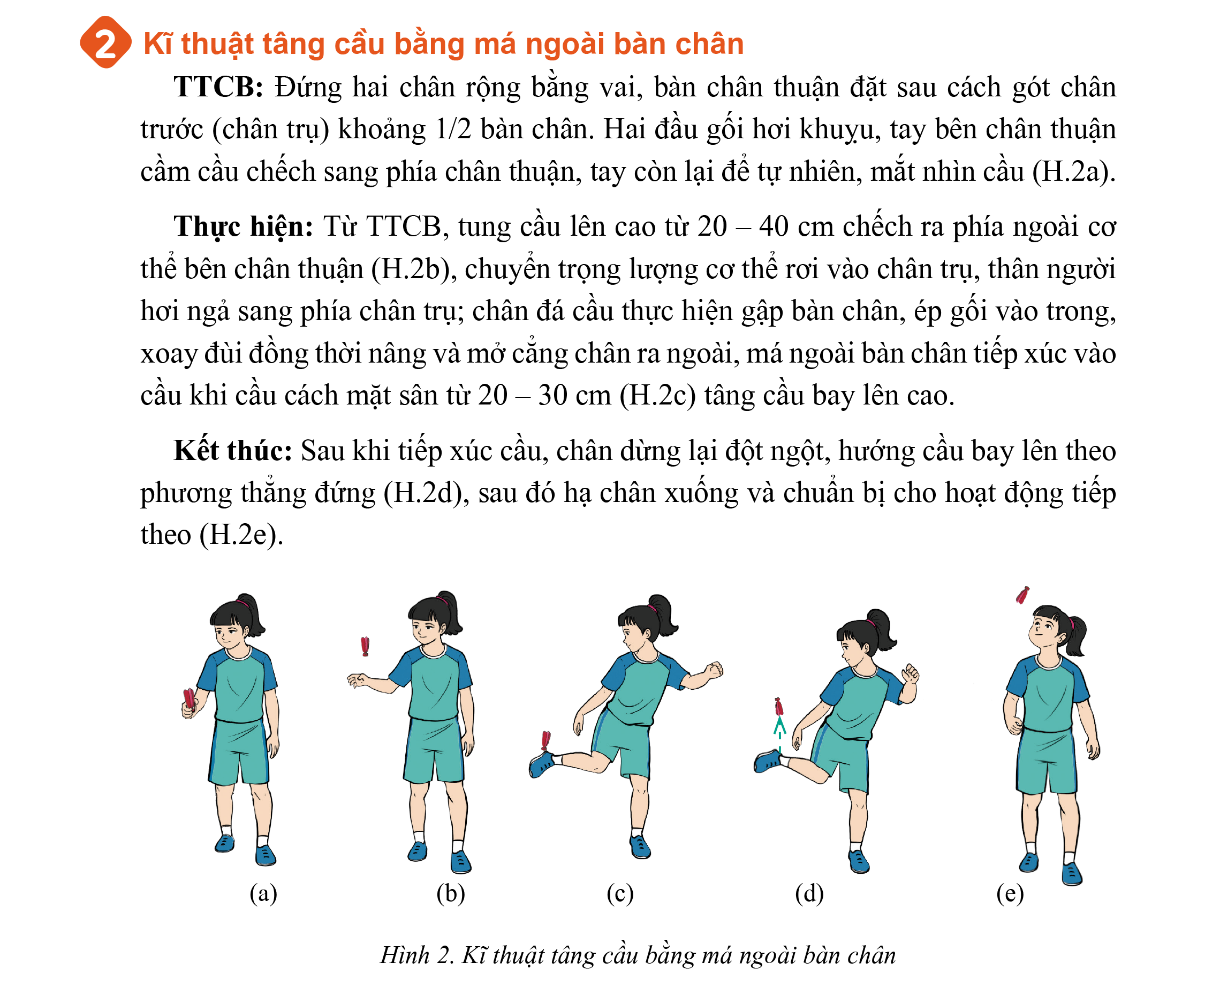 2 Kĩ thuật tâng cầu bằng má ngoài bàn chân
TTCB: Đứng hai chân rộng bằng vai, bàn chân thuận đặt sau cách gót chân
trước (chân trụ) khoảng 1/2 bàn chân. Hai đầu gối hơi khuỵu, tay bên chân thuận
cầm cầu chếch sang phía chân thuận, tay còn lại để tự nhiên, mắt nhìn cầu (H.2a).
Thực hiện: Từ TTCB, tung cầu lên cao từ 20 – 40 cm chếch ra phía ngoài cơ
thể bên chân thuận (H.2b), chuyển trọng lượng cơ thể rơi vào chân trụ, thân người
hơi ngả sang phía chân trụ; chân đá cầu thực hiện gập bàn chân, ép gối vào trong,
xoay đùi đồng thời nâng và mở cẳng chân ra ngoài, má ngoài bàn chân tiếp xúc vào
cầu khi cầu cách mặt sân từ 20 – 30 cm (H.2c) tâng cầu bay lên cao.
Kết thúc: Sau khi tiếp xúc cầu, chân dừng lại đột ngột, hướng cầu bay lên theo
phương thẳng đứng (H.2d), sau đó hạ chân xuống và chuẩn bị cho hoạt động tiếp
theo (H.2e).
(a) (b) (c) (d) (e)
Hình 2. Kĩ thuật tâng cầu bằng má ngoài bàn chân